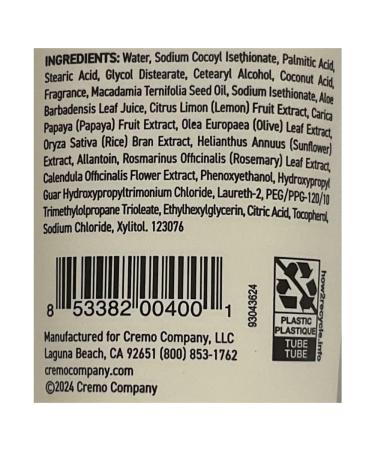 INGREDIENTS: Water, Sodium Cocoyl Isethionate, Palmitic Acid,
Stearic Acid, Glycol Distearate, Cetearyl Alcohol, Coconut Acid,
Fragrance, Macadamia Ternifolia Seed Oil, Sodium Isethionate, Aloe
Barbadensis Leaf Juice, Citrus Limon (Lemon) Fruit Extract, Carica
Papaya (Papaya) Fruit Extract, Olea Europaea (Olive) Leaf Extract,
Oryza Sativa (Rice) Bran Extract, Helianthus Annuus (Sunflower)
Extract, Allantoin, Rosmarinus Officinalis (Rosemary) Leaf Extract,
Calendula Officinalis Flower Extract, Phenoxyethanol, Hydroxypropyl
Guar Hydroxypropyltrimonium Chloride, Laureth-2, PEG/PPG-120/10
Trimethylolpropane Trioleate, Ethylhexylglycerin, Citric Acid, Tocopherol,
Sodium Chloride, Xylitol. 123076
8 53382 00400 1
93043624
how2recycle.info
PLASTIC
PLASTIQUE
TUBE
TUBE
Manufactured for Cremo Company, LLC
Laguna Beach, CA 92651 (800) 853-1762
cremocompany.com
©2024 Cremo Company